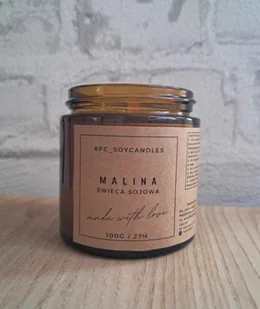 #PC_SOYCANDLES
MALINA
ŚWIECA SOJOWA
made with love
100G / 27H